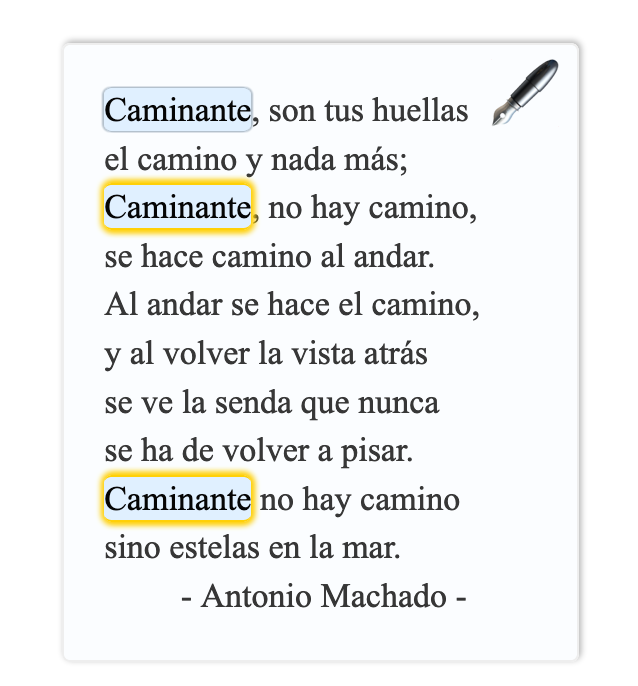 Caminante, son tus huellas
el camino y nada más;
Caminante, no hay camino,
se hace camino al andar.
Al andar se hace el camino,
y al volver la vista atrás
se ve la senda que nunca
se ha de volver a pisar.
Caminante no hay camino
sino estelas en la mar.
- Antonio Machado -